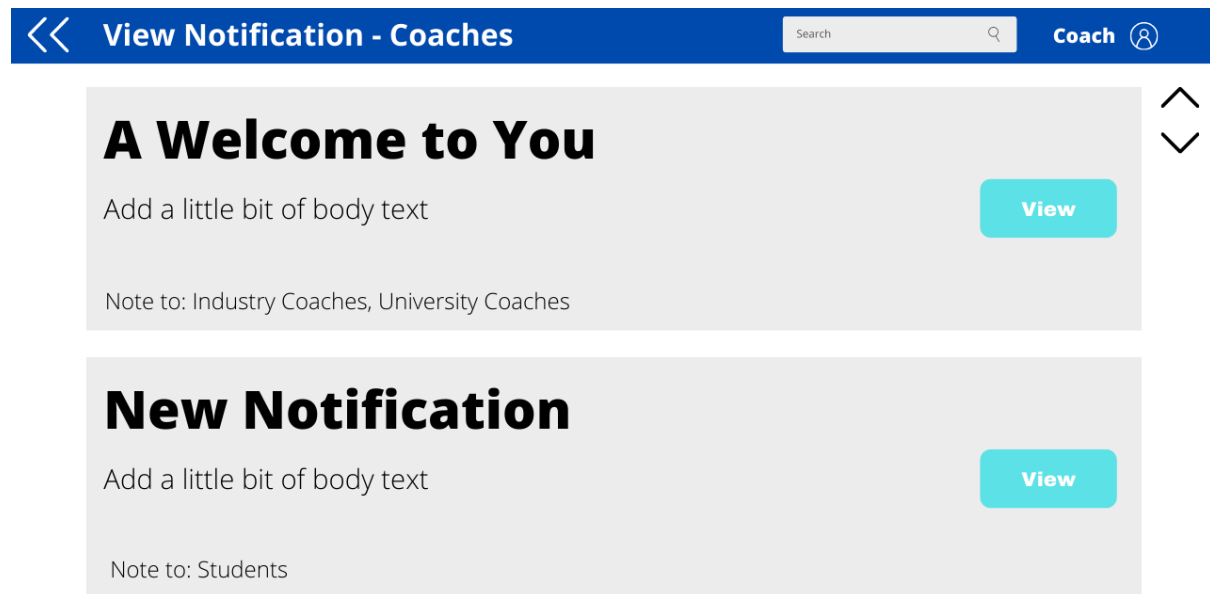 View Notification - Coaches
Search
Coach
A Welcome to You
Add a little bit of body text
View
Note to: Industry Coaches, University Coaches
New Notification
Add a little bit of body text
View
Note to: Students